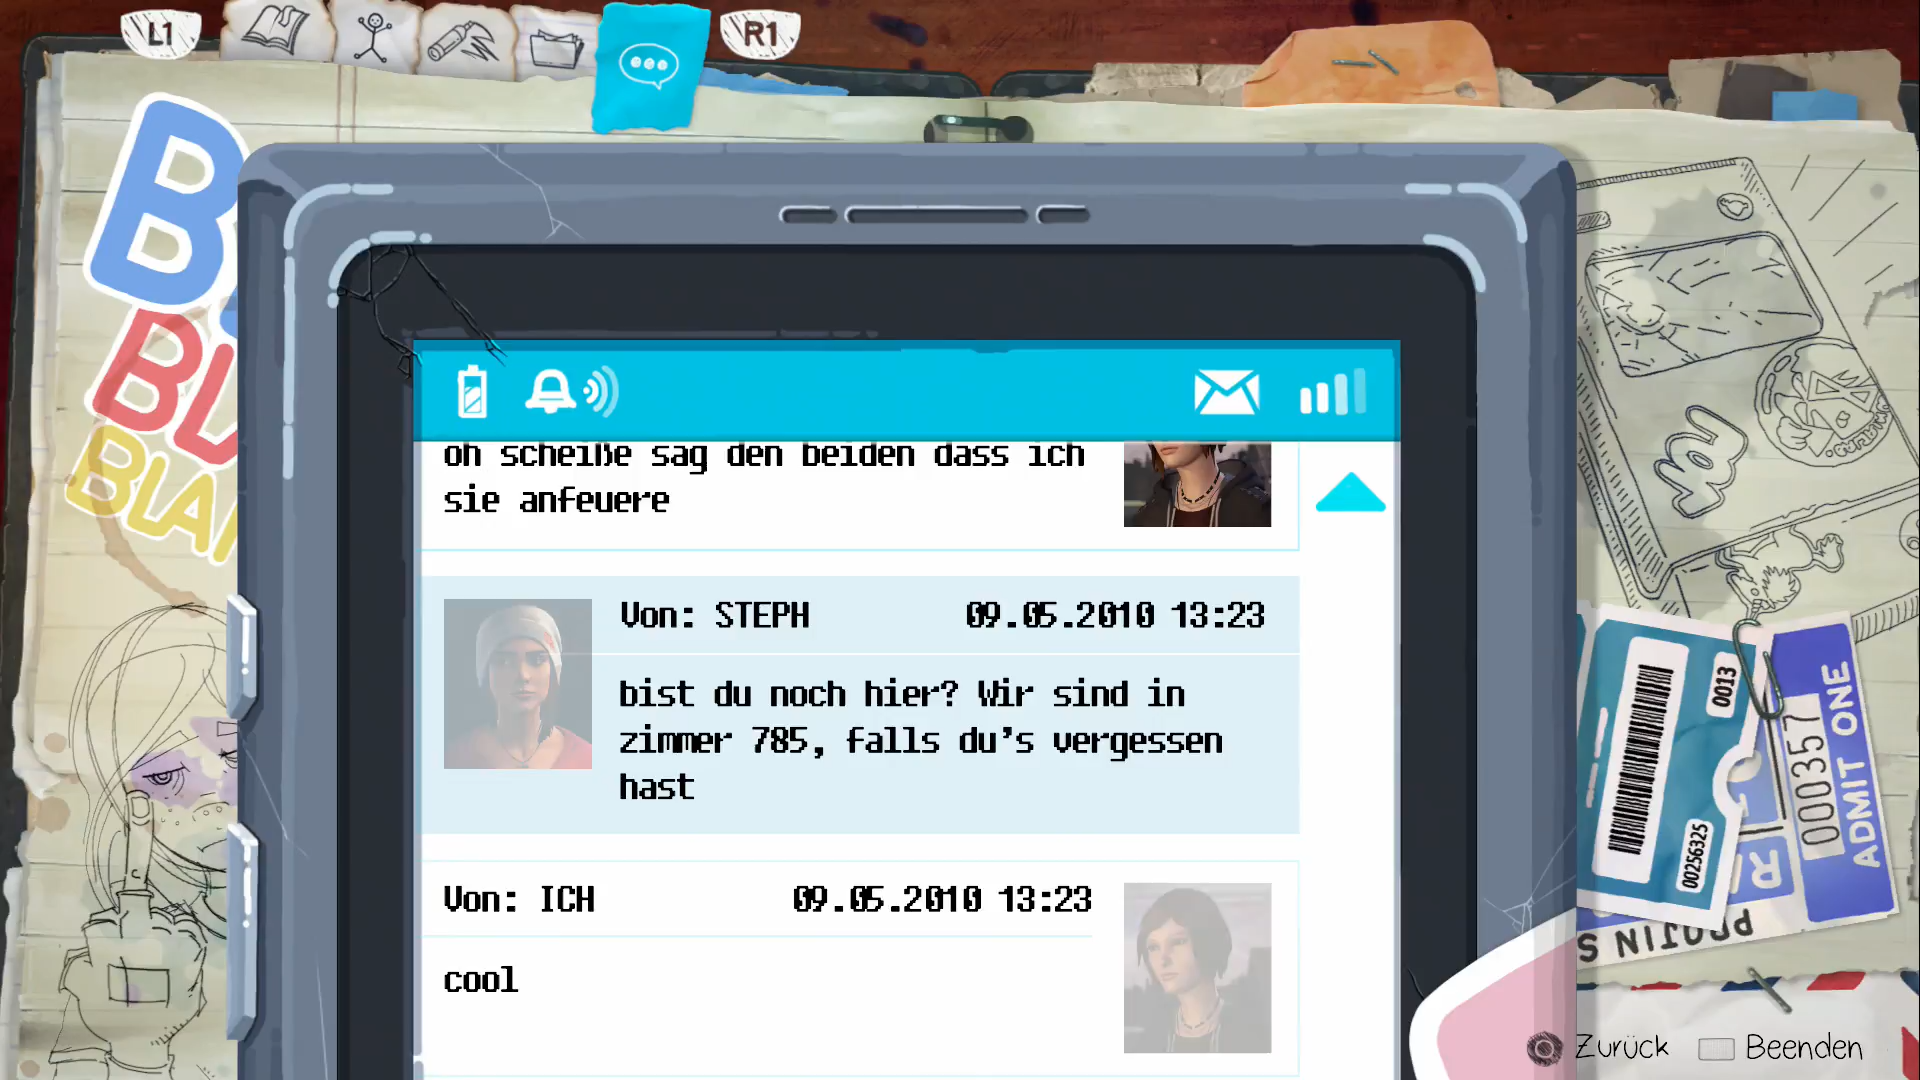 L1
R1
oh scheiße sag den beiden dass ich
sie anfeuere
Von: STEPH 09.05.2010 13:23
bist du noch hier? Wir sind in
zimmer 785, falls du's vergessen
hast
Von: ICH 09.05.2010 13:23
cool
0013
00256325
000357
ADMIT ONE
Zurück
Beenden